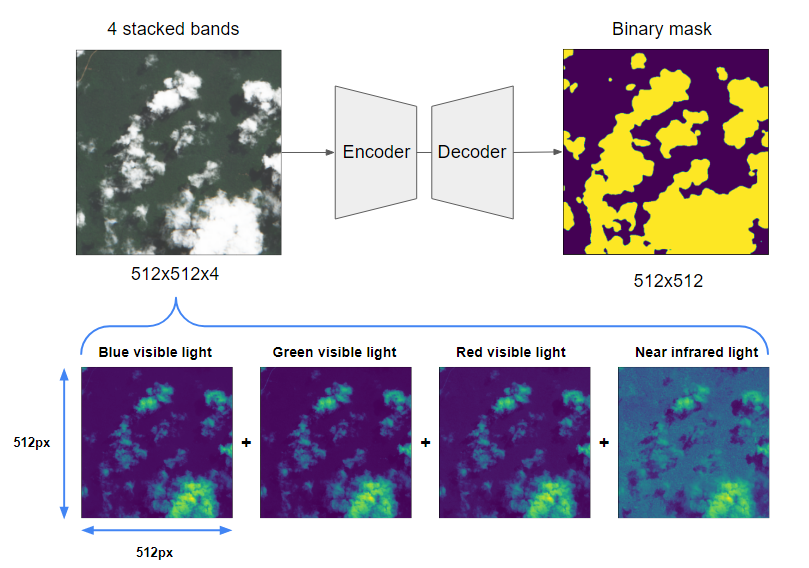 4 stacked bands
Binary mask
Encoder
Decoder
512x512x4
512x512
Blue visible light
Green visible light
Red visible light
Near infrared light
512px
+
+
+
512px